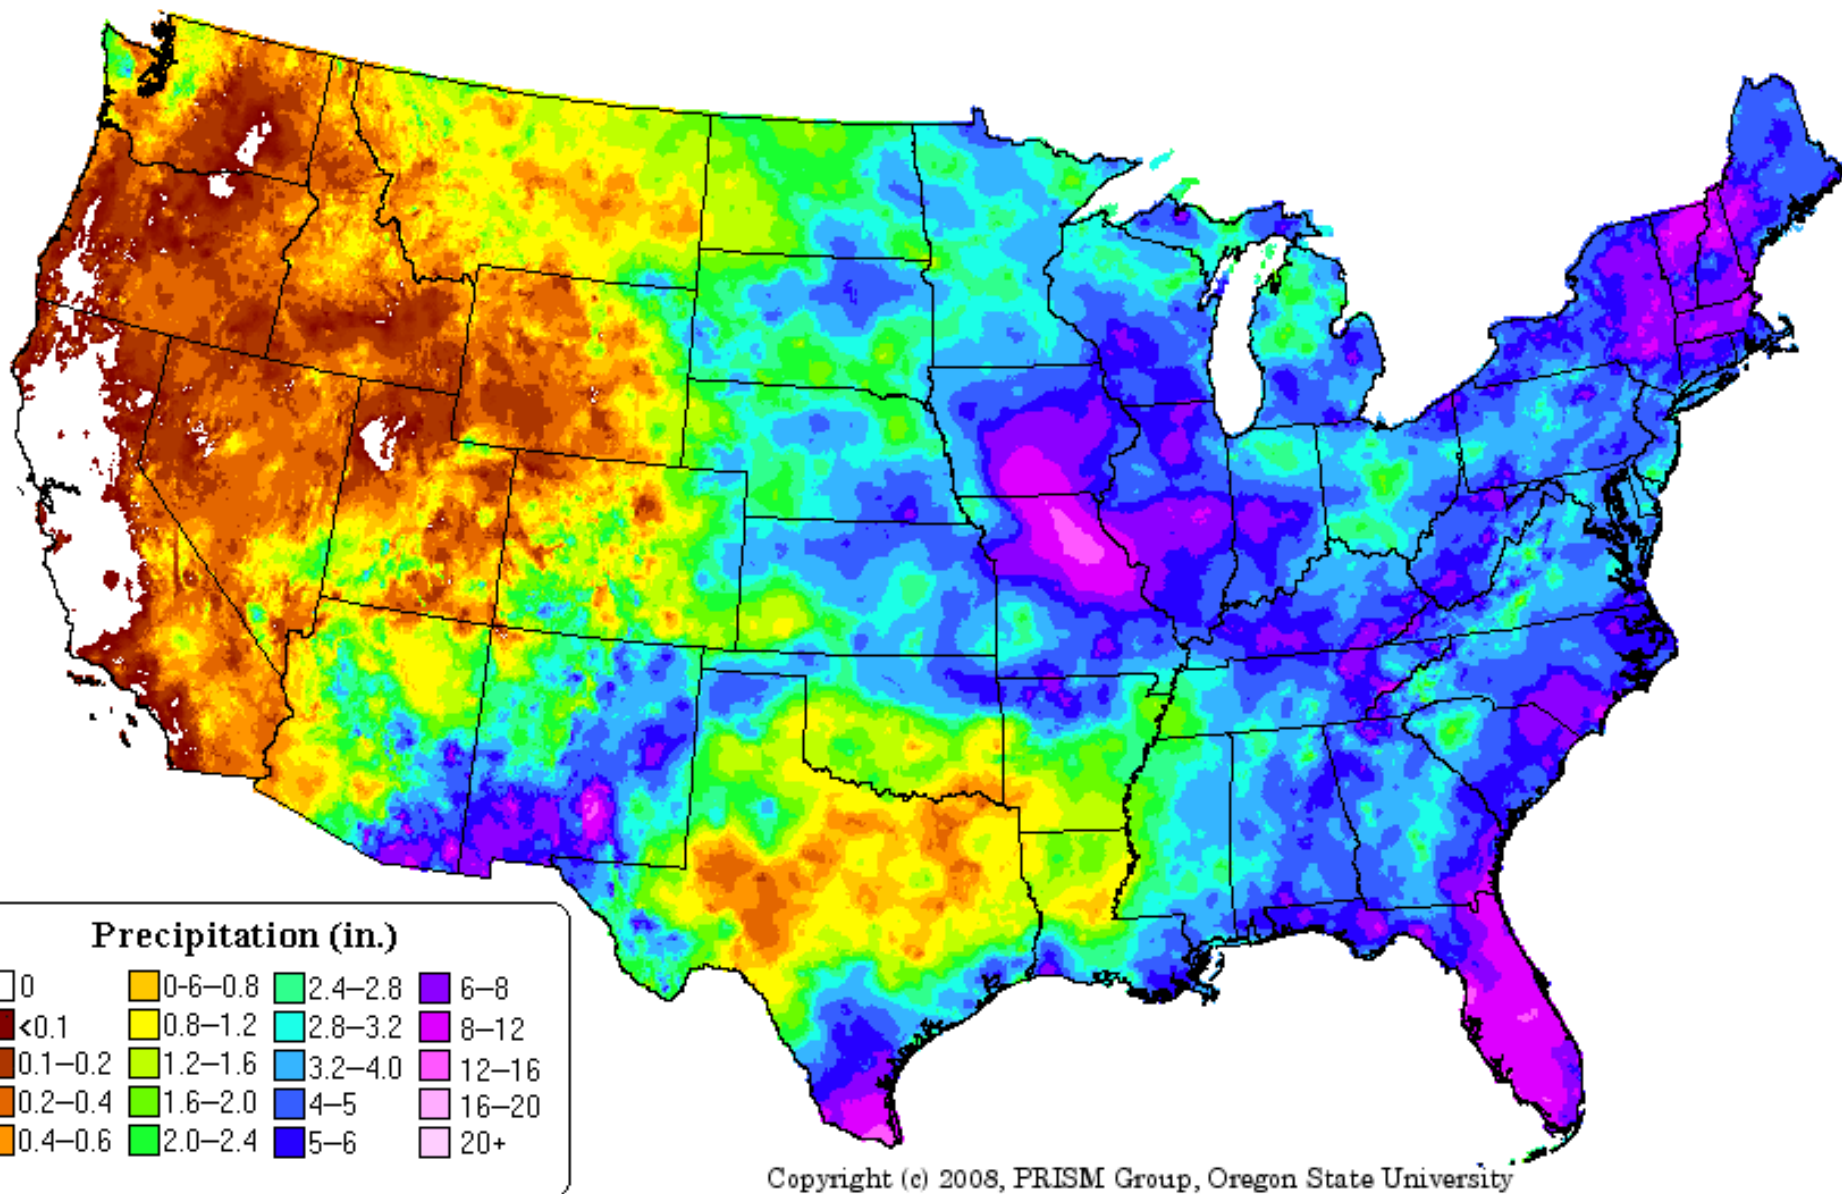 Precipitation (in.)
0 0-6−0.8 2.4−2.8 6−8
<0.1 0.8−1.2 2.8−3.2 8−12
0.1−0.2 1.2−1.6 3.2−4.0 12−16
0.2−0.4 1.6−2.0 4−5 16−20
0.4−0.6 2.0−2.4 5−6 20+
Copyright (c) 2008, PRISM Group, Oregon State University